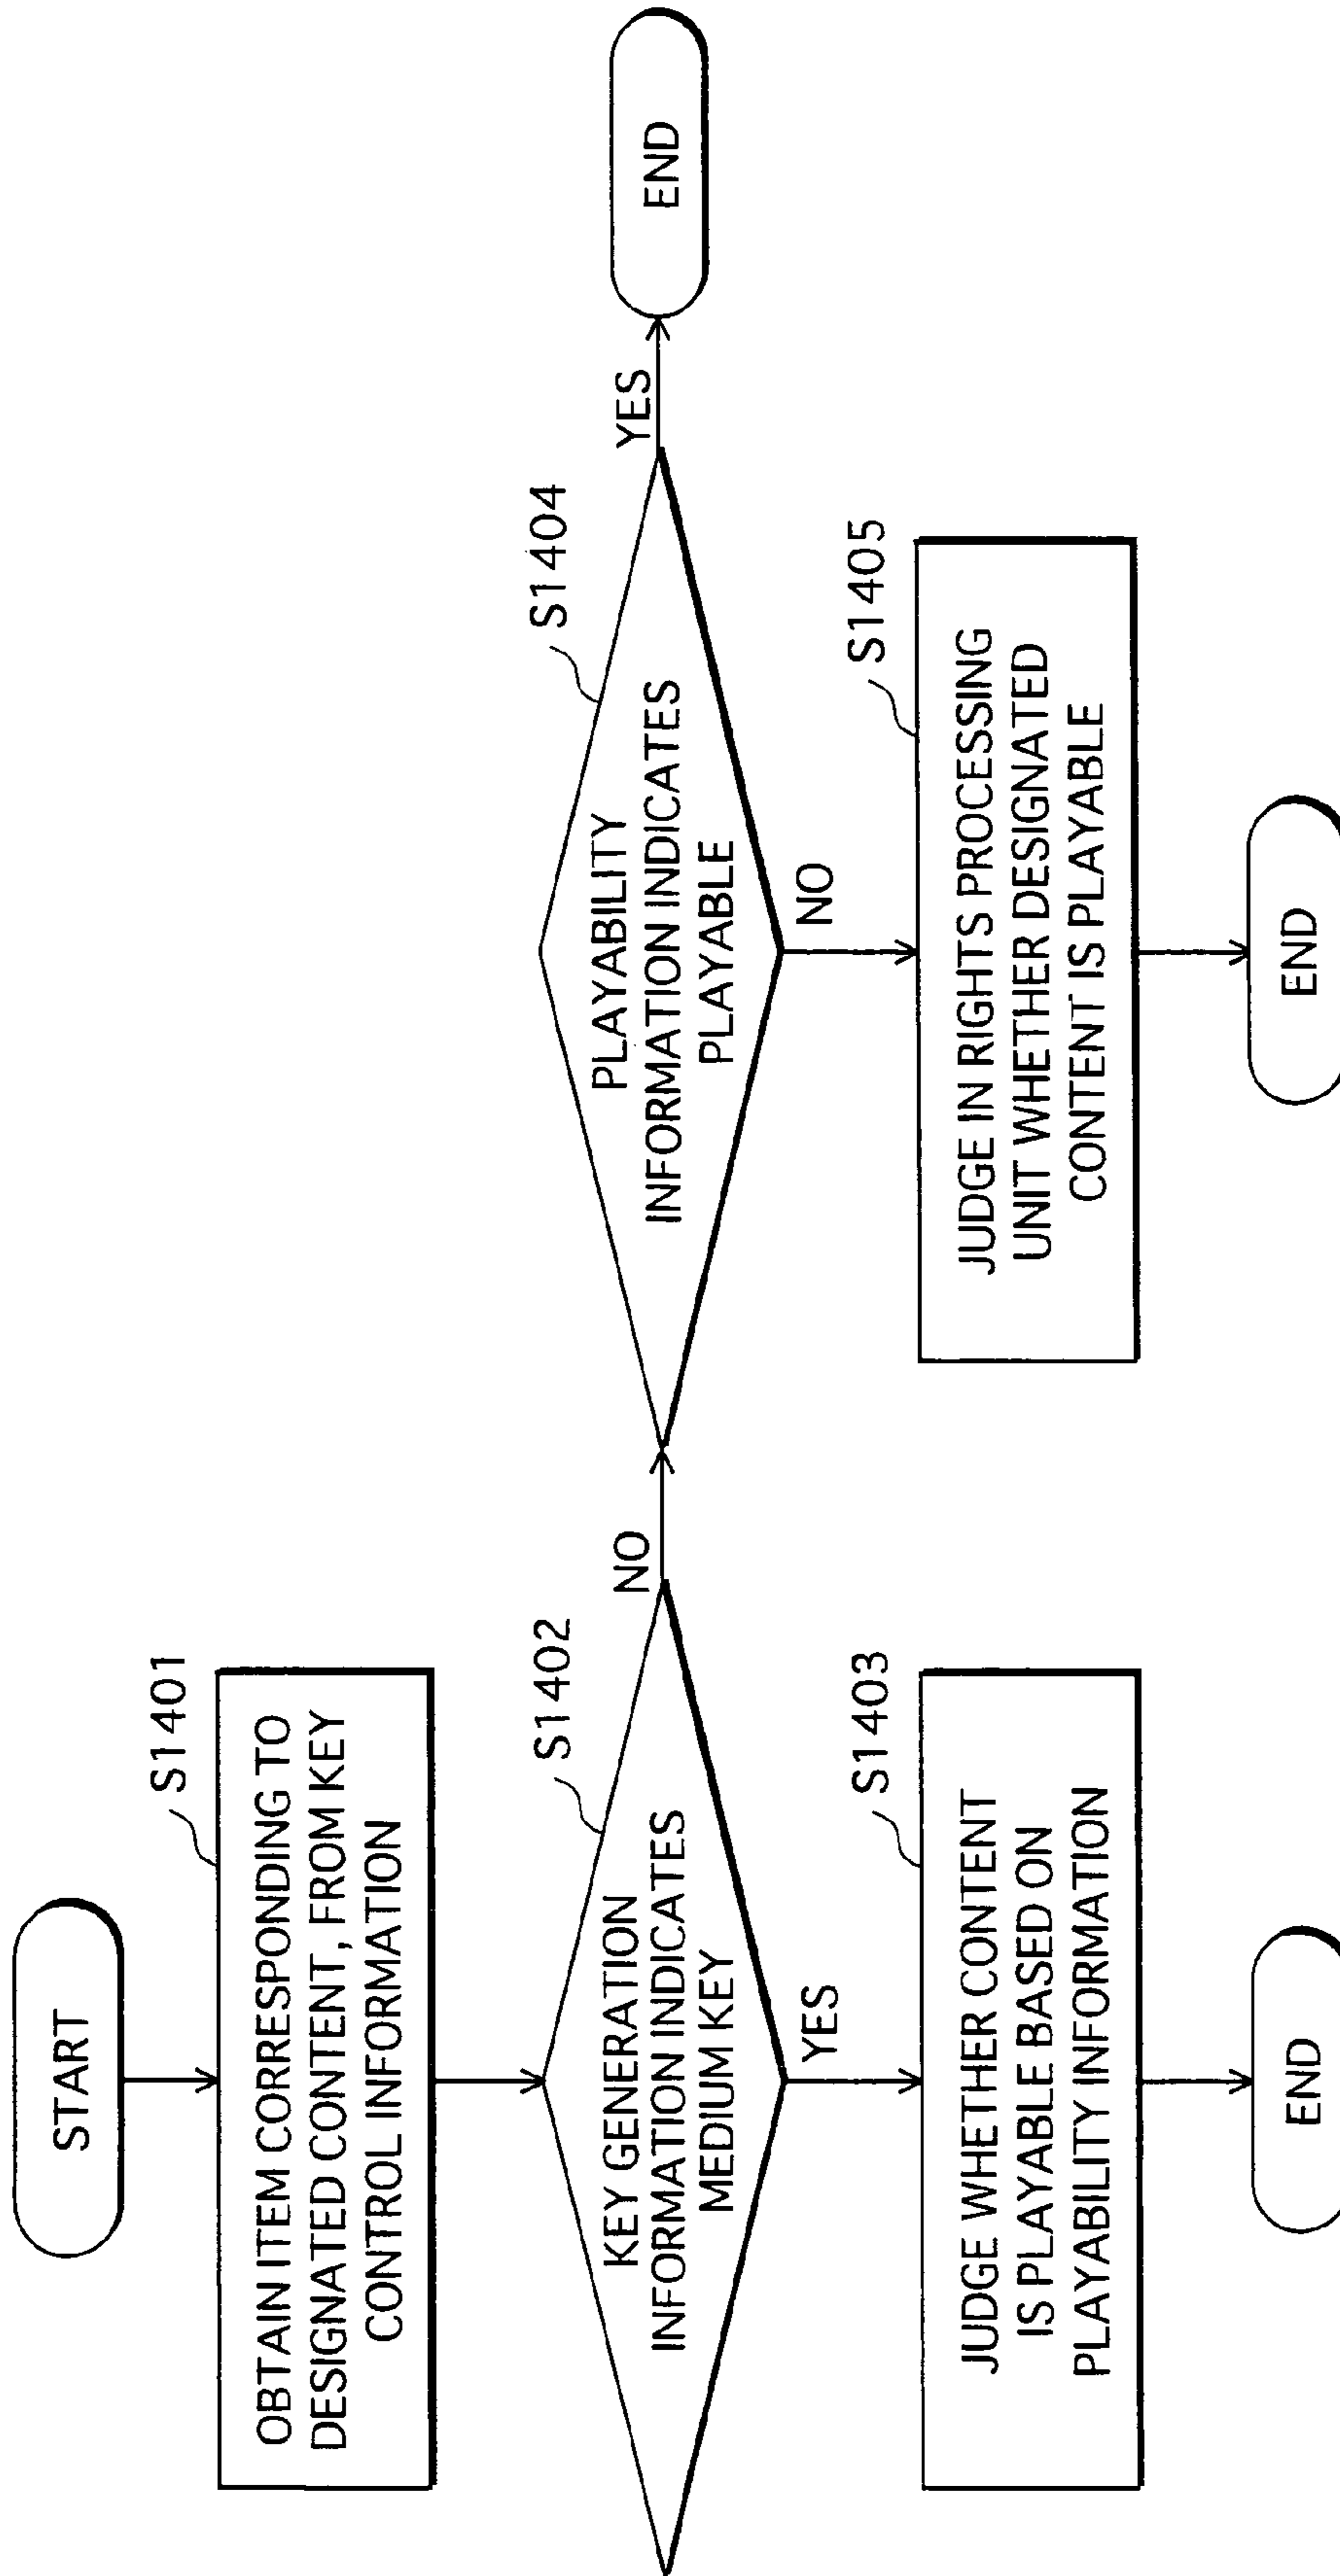 START
S1401
OBTAIN ITEM CORRESPONDING TO
DESIGNATED CONTENT, FROM KEY
CONTROL INFORMATION
S1402
KEY GENERATION
INFORMATION INDICATES
MEDIUM KEY
NO
YES
S1403
JUDGE WHETHER CONTENT
IS PLAYABLE BASED ON
PLAYABILITY INFORMATION
END
S1404
PLAYABILITY
INFORMATION INDICATES
PLAYABLE
YES
END
NO
S1405
JUDGE IN RIGHTS PROCESSING
UNIT WHETHER DESIGNATED
CONTENT IS PLAYABLE
END